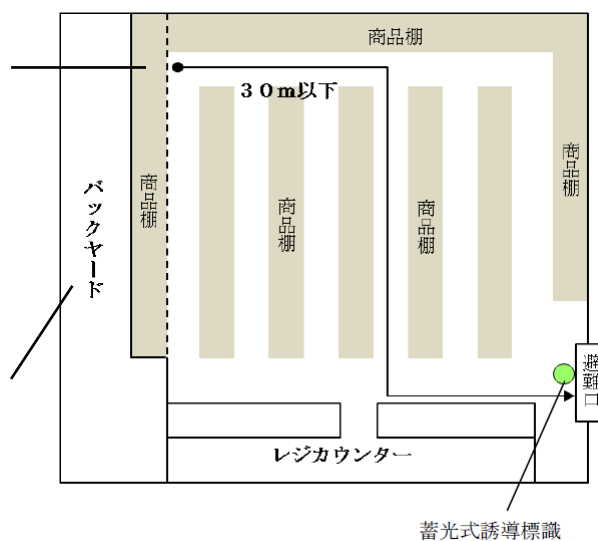 商品棚
３０ｍ以下
商品棚
商品棚
バックヤード
商品棚
商品棚
避難口
レジカウンター
蓄光式誘導標識